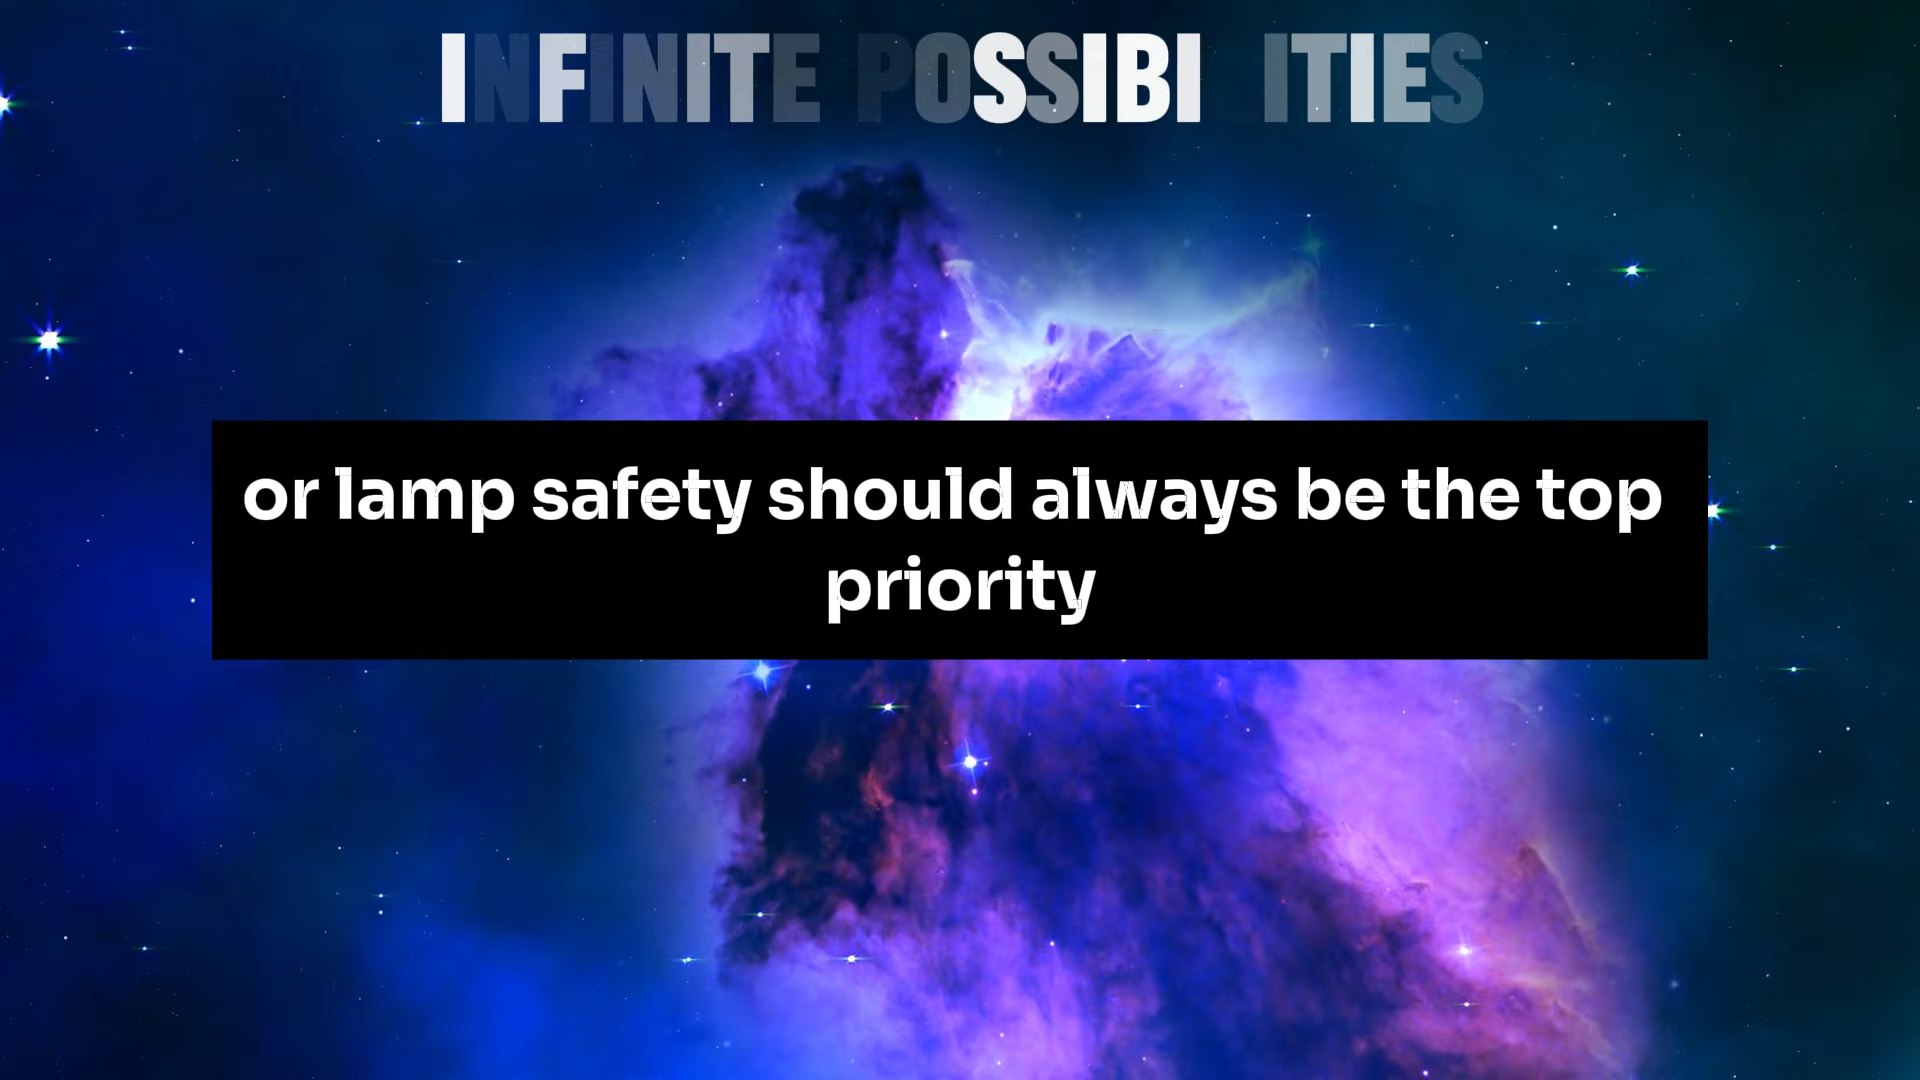 INFINITE POSSIBI ITIES
or lamp safety should always be the top
priority